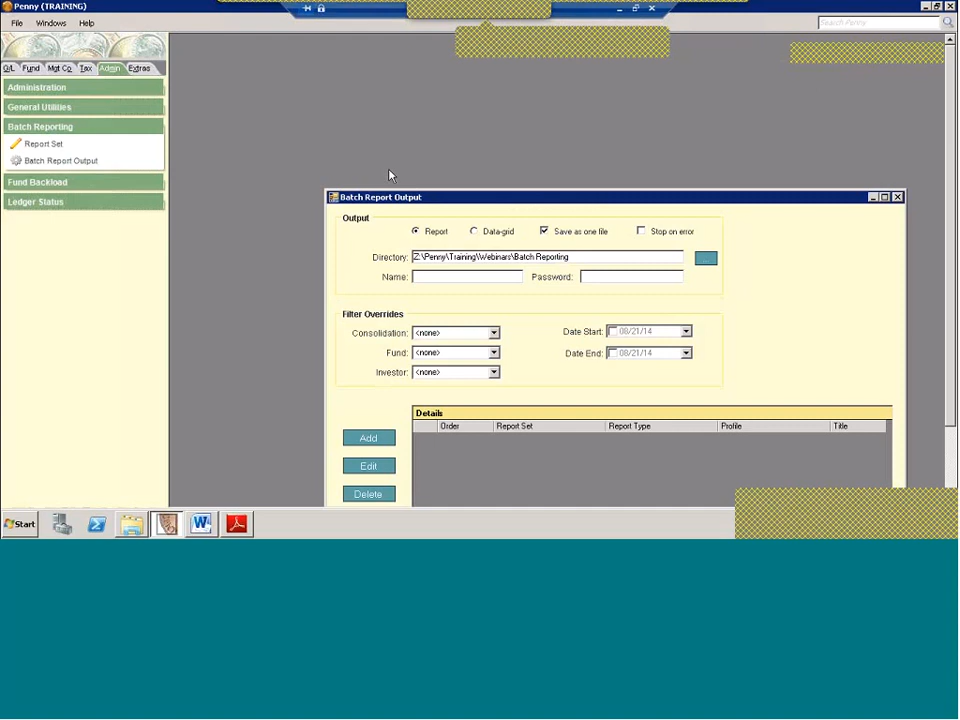 Penny (TRAINING)
File Windows Help
Search Penny
G/L Fund Mgt Co Tax Admin Extras
Administration
General Utilities
Batch Reporting
Report Set
Batch Report Output
Fund Backload
Ledger Status
Batch Report Output
Output
Report Data-grid Save as one file Stop on error
Directory: Z:\Penny\Training\Webinars\Batch Reporting ...
Name: Password:
Filter Overrides
Consolidation: <none> Date Start: 08/21/14
Fund: <none> Date End: 08/21/14
Investor: <none>
Details
Order Report Set Report Type Profile Title
Add
Edit
Delete
Start